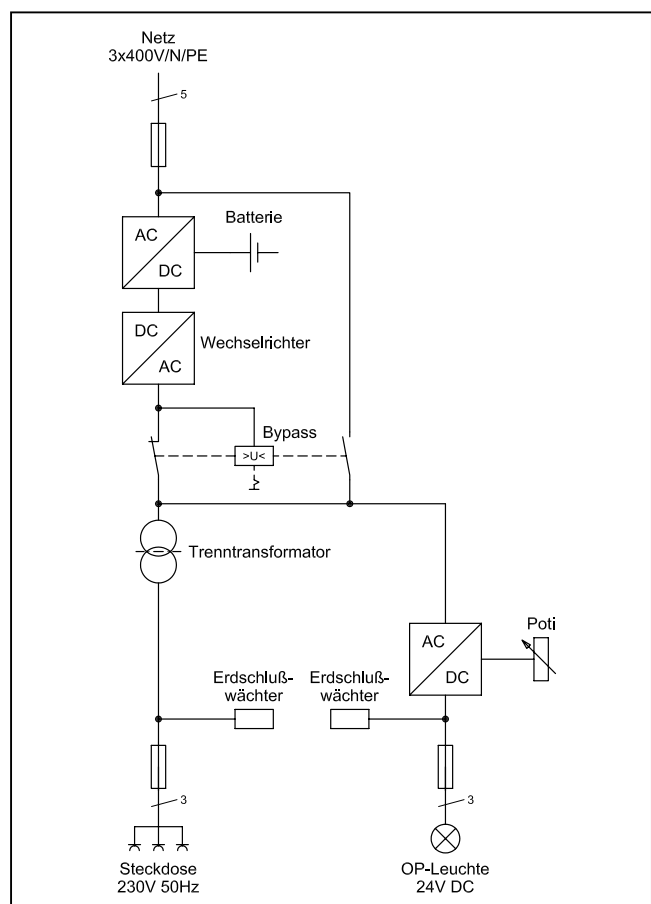 Netz
3x400V/N/PE
5
AC
DC
Batterie
DC
AC
Wechselrichter
Bypass
>U<
Trenntransformator
AC
DC
Poti
Erdschluß-
wächter
Erdschluß-
wächter
3
3
Steckdose
230V 50Hz
OP-Leuchte
24V DC